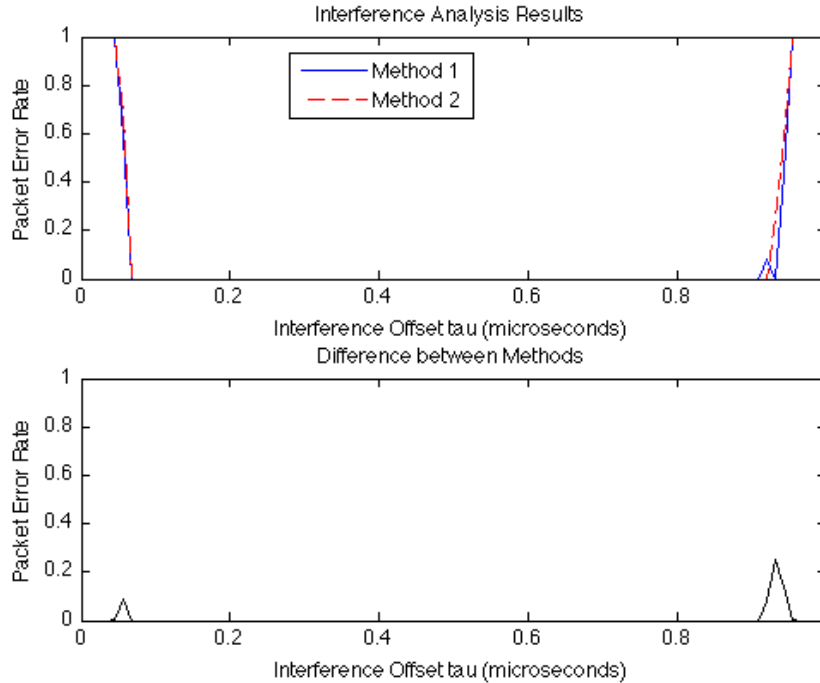 Interference Analysis Results
1
0.8
0.6
0.4
0.2
0
Packet Error Rate
Method 1
Method 2
0
0.2
0.4
0.6
0.8
Interference Offset tau (microseconds)
Difference between Methods
1
0.8
0.6
0.4
0.2
0
Packet Error Rate
0
0.2
0.4
0.6
0.8
Interference Offset tau (microseconds)